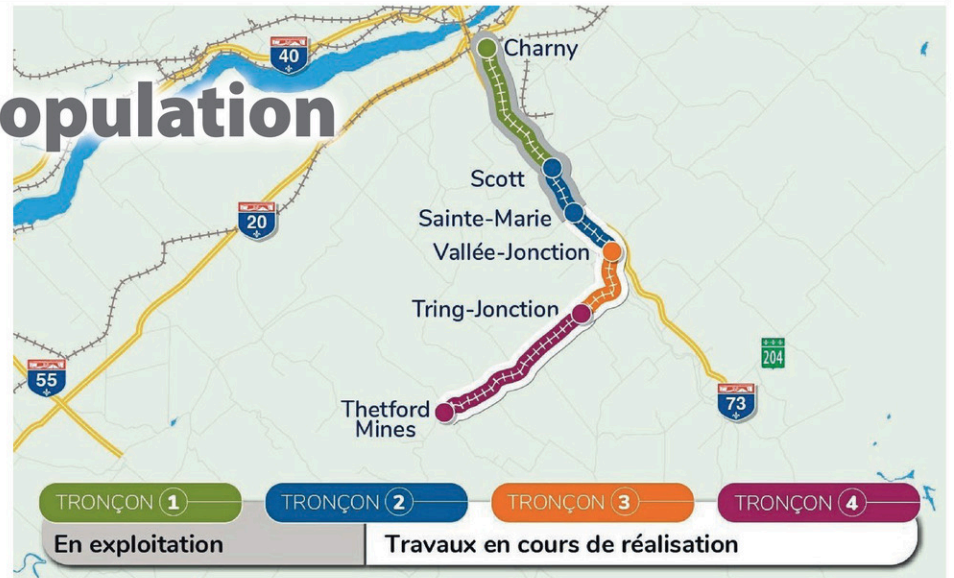 40
Charny
opulation
Scott
Sainte-Marie
20
Vallée-Jonction
Tring-Jonction
204
55
73
Thetford
Mines
TRONÇON 1
TRONÇON 2
TRONÇON 3
TRONÇON 4
En exploitation
Travaux en cours de réalisation